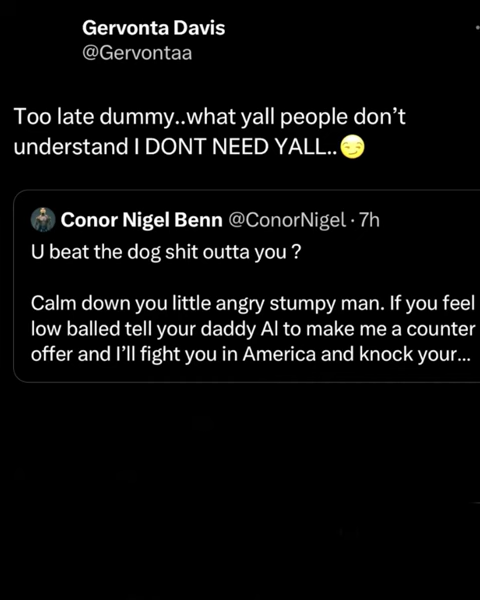 Gervonta Davis
@Gervontaa
Too late dummy..what yall people don’t
understand I DONT NEED YALL..😏
Conor Nigel Benn @ConorNigel · 7h
U beat the dog shit outta you ?
Calm down you little angry stumpy man. If you feel
low balled tell your daddy Al to make me a counter
offer and I’ll fight you in America and knock your...